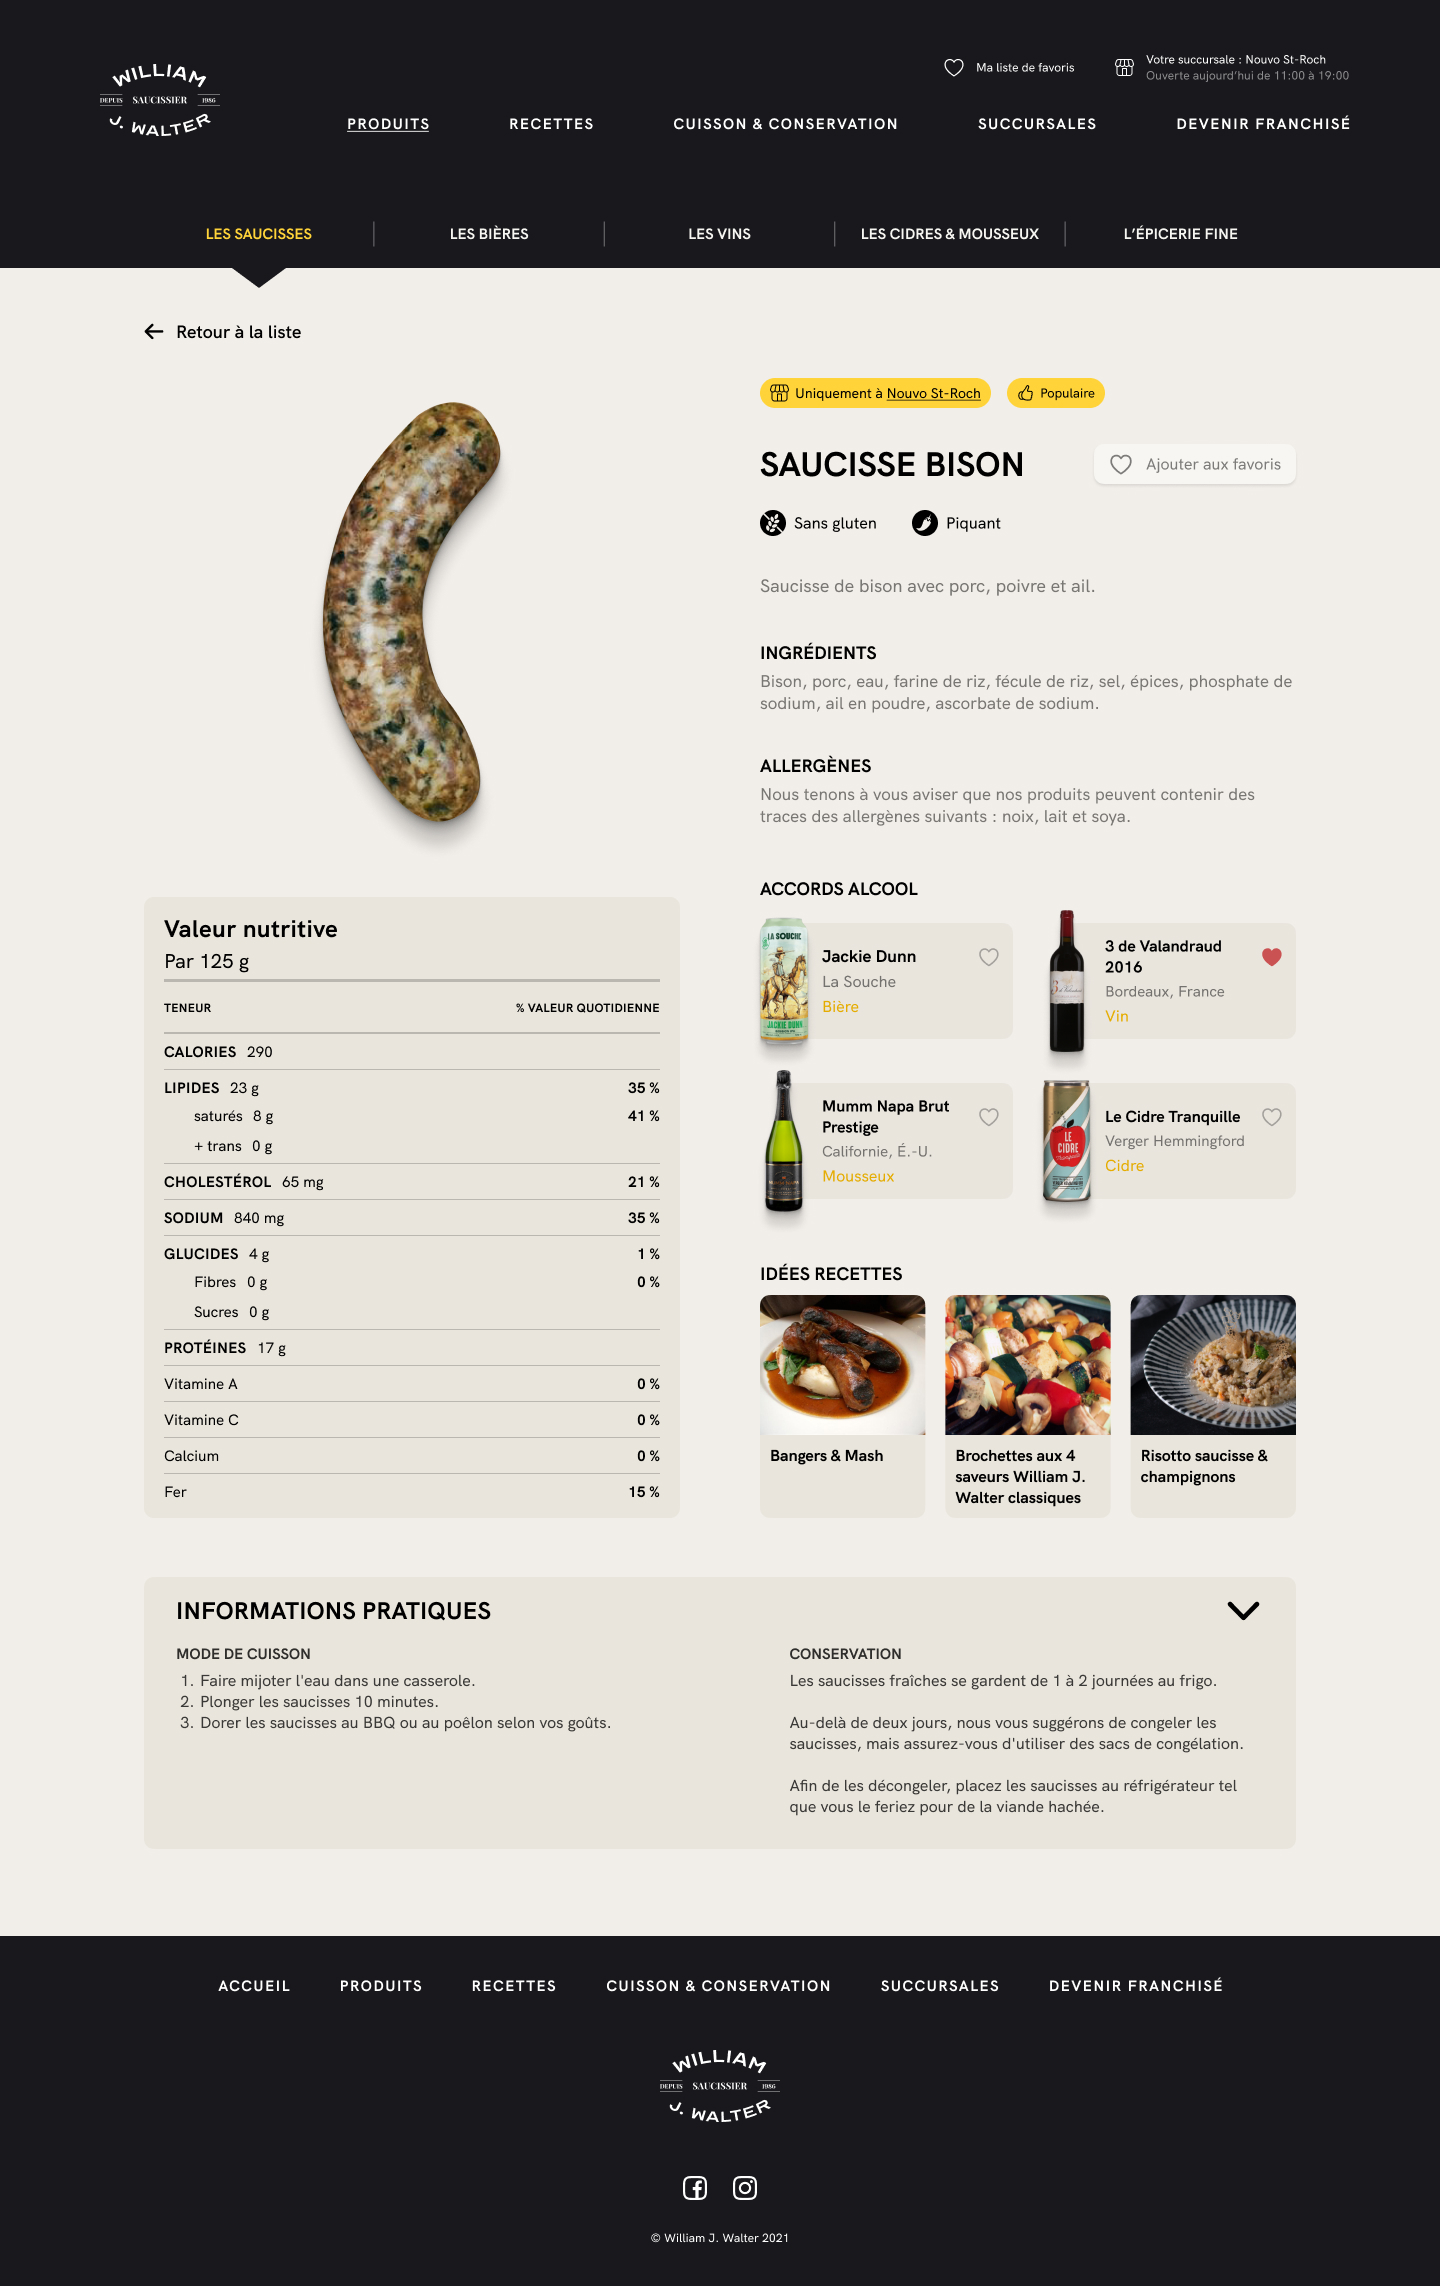 WILLIAM
DEPUIS SAUCISSIER 1986
J. WALTER
Ma liste de favoris
Votre succursale : Nouvo St-Roch
Ouverte aujourd'hui de 11:00 à 19:00
PRODUITS
RECETTES
CUISSON & CONSERVATION
SUCCURSALES
DEVENIR FRANCHISÉ
LES SAUCISSES
LES BIÈRES
LES VINS
LES CIDRES & MOUSSEUX
L'ÉPICERIE FINE
Retour à la liste
Uniquement à Nouvo St-Roch
Populaire
SAUCISSE BISON
Ajouter aux favoris
Sans gluten
Piquant
Saucisse de bison avec porc, poivre et ail.
INGRÉDIENTS
Bison, porc, eau, farine de riz, fécule de riz, sel, épices, phosphate de
sodium, ail en poudre, ascorbate de sodium.
ALLERGÈNES
Nous tenons à vous aviser que nos produits peuvent contenir des
traces des allergènes suivants : noix, lait et soya.
Valeur nutritive
Par 125 g
TENEUR % VALEUR QUOTIDIENNE
CALORIES 290
LIPIDES 23 g 35 %
saturés 8 g 41 %
+ trans 0 g
CHOLESTÉROL 65 mg 21 %
SODIUM 840 mg 35 %
GLUCIDES 4 g 1 %
Fibres 0 g 0 %
Sucres 0 g
PROTÉINES 17 g
Vitamine A 0 %
Vitamine C 0 %
Calcium 0 %
Fer 15 %
ACCORDS ALCOOL
LA SOUCHE
JACKIE DUNN
Jackie Dunn
La Souche
Bière
3 de Valandraud
2016
Bordeaux, France
Vin
Mumm Napa Brut
Prestige
Californie, É.-U.
Mousseux
LE
CIDRE
Le Cidre Tranquille
Verger Hemmingford
Cidre
IDÉES RECETTES
Bangers & Mash
Brochettes aux 4
saveurs William J.
Walter classiques
Risotto saucisse &
champignons
INFORMATIONS PRATIQUES
MODE DE CUISSON
1. Faire mijoter l'eau dans une casserole.
2. Plonger les saucisses 10 minutes.
3. Dorer les saucisses au BBQ ou au poêlon selon vos goûts.
CONSERVATION
Les saucisses fraîches se gardent de 1 à 2 journées au frigo.
Au-delà de deux jours, nous vous suggérons de congeler les
saucisses, mais assurez-vous d'utiliser des sacs de congélation.
Afin de les décongeler, placez les saucisses au réfrigérateur tel
que vous le feriez pour de la viande hachée.
ACCUEIL
PRODUITS
RECETTES
CUISSON & CONSERVATION
SUCCURSALES
DEVENIR FRANCHISÉ
WILLIAM
DEPUIS SAUCISSIER 1986
J. WALTER
© William J. Walter 2021